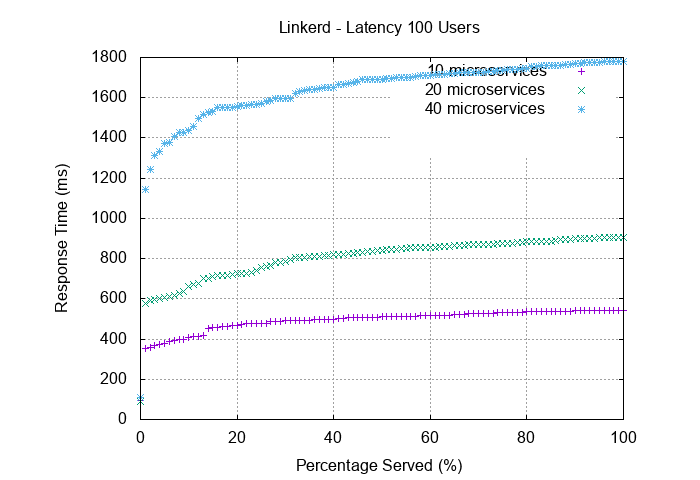 Linkerd - Latency 100 Users
1800
1600
1400
1200
1000
800
600
400
200
0
Response Time (ms)
10 microservices
20 microservices
40 microservices
0 20 40 60 80 100
Percentage Served (%)